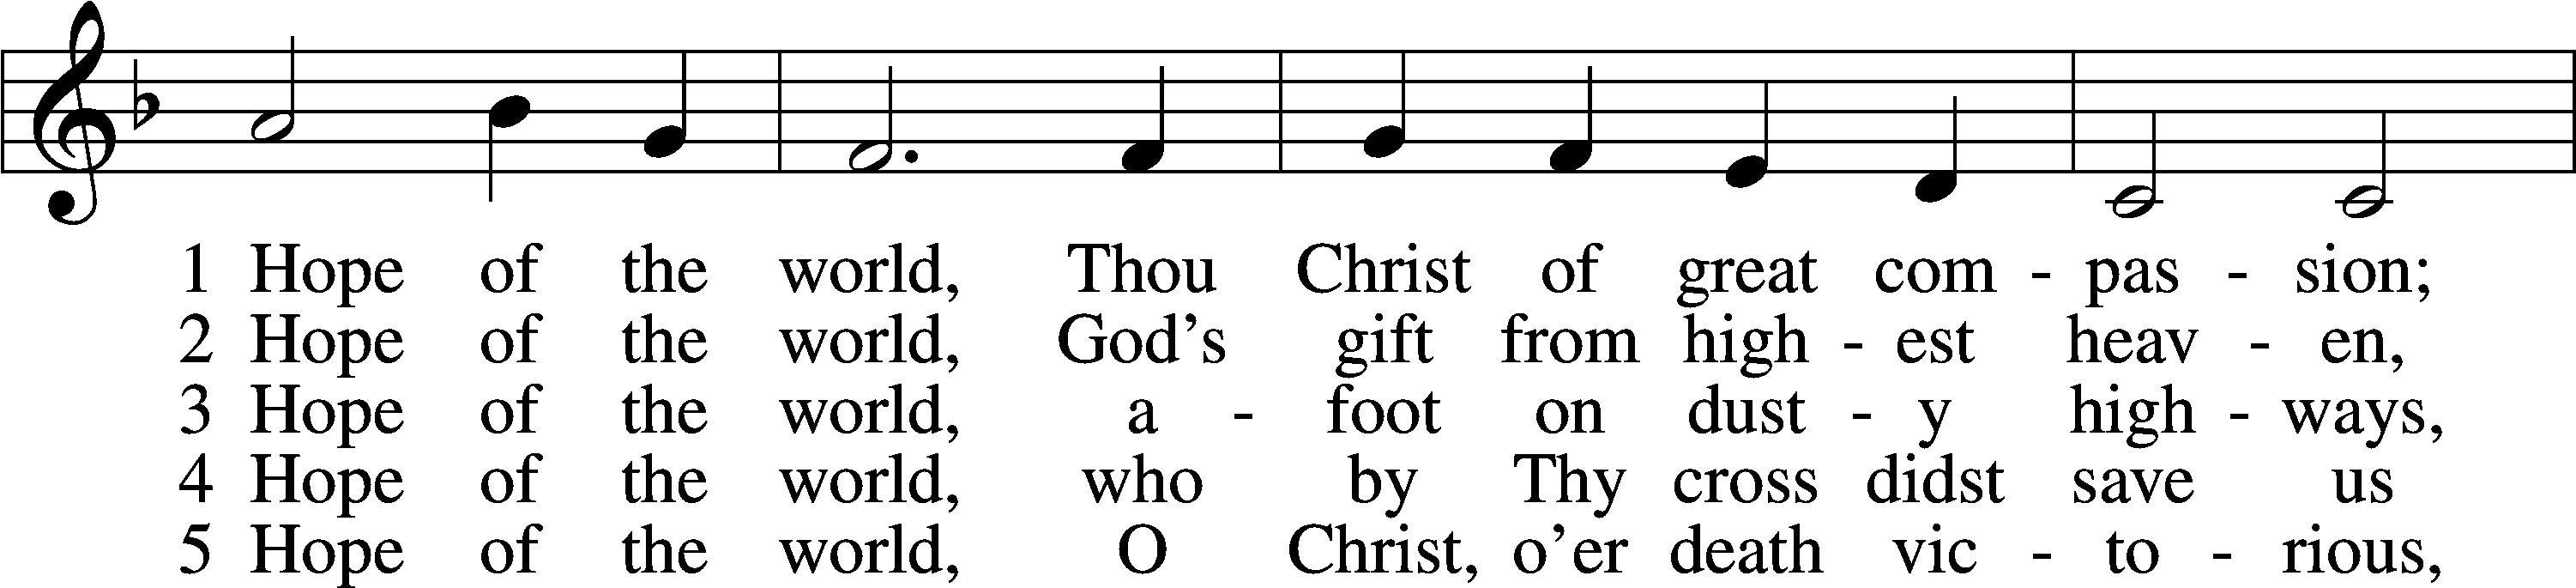 1 Hope of the world, Thou Christ of great com - pas - sion;
2 Hope of the world, God's gift from high - est heav - en,
3 Hope of the world, a - foot on dust - y high - ways,
4 Hope of the world, who by Thy cross didst save us
5 Hope of the world, O Christ, o'er death vic - to - rious,